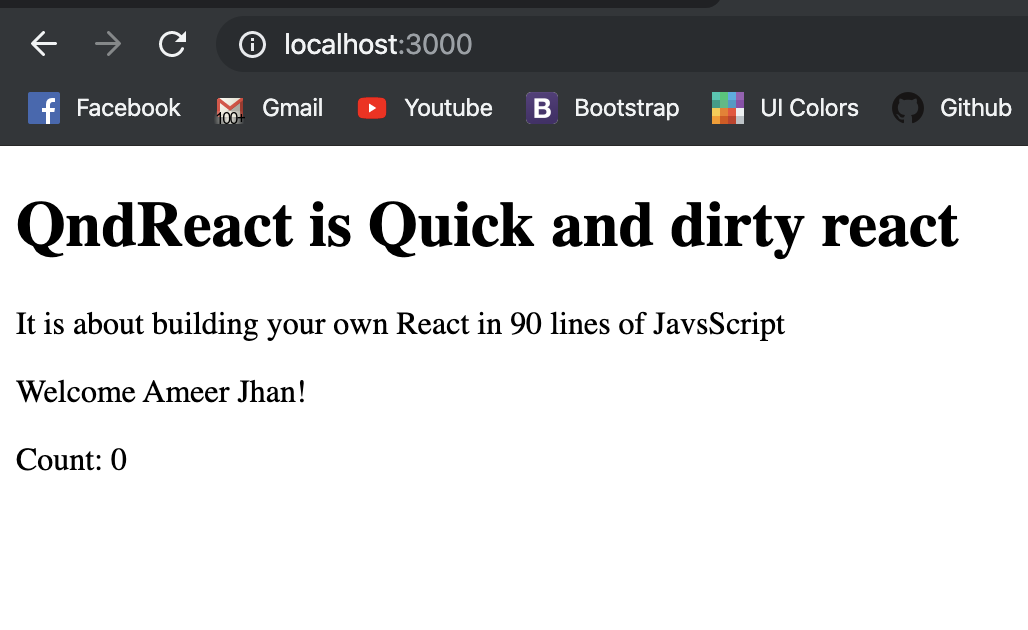 localhost:3000
Facebook 100+ Gmail Youtube B Bootstrap UI Colors Github
QndReact is Quick and dirty react
It is about building your own React in 90 lines of JavsScript
Welcome Ameer Jhan!
Count: 0